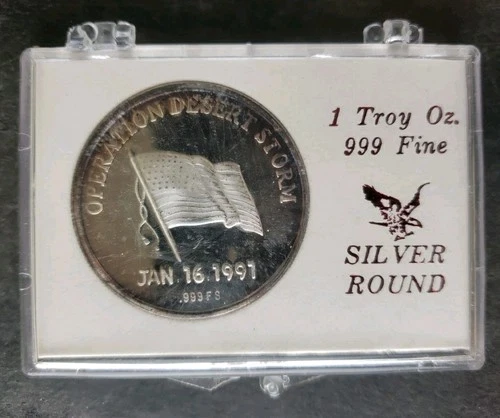 OPERATION DESERT STORM
JAN. 16. 1991
.999 F S
1 Troy Oz.
999 Fine
SILVER
ROUND